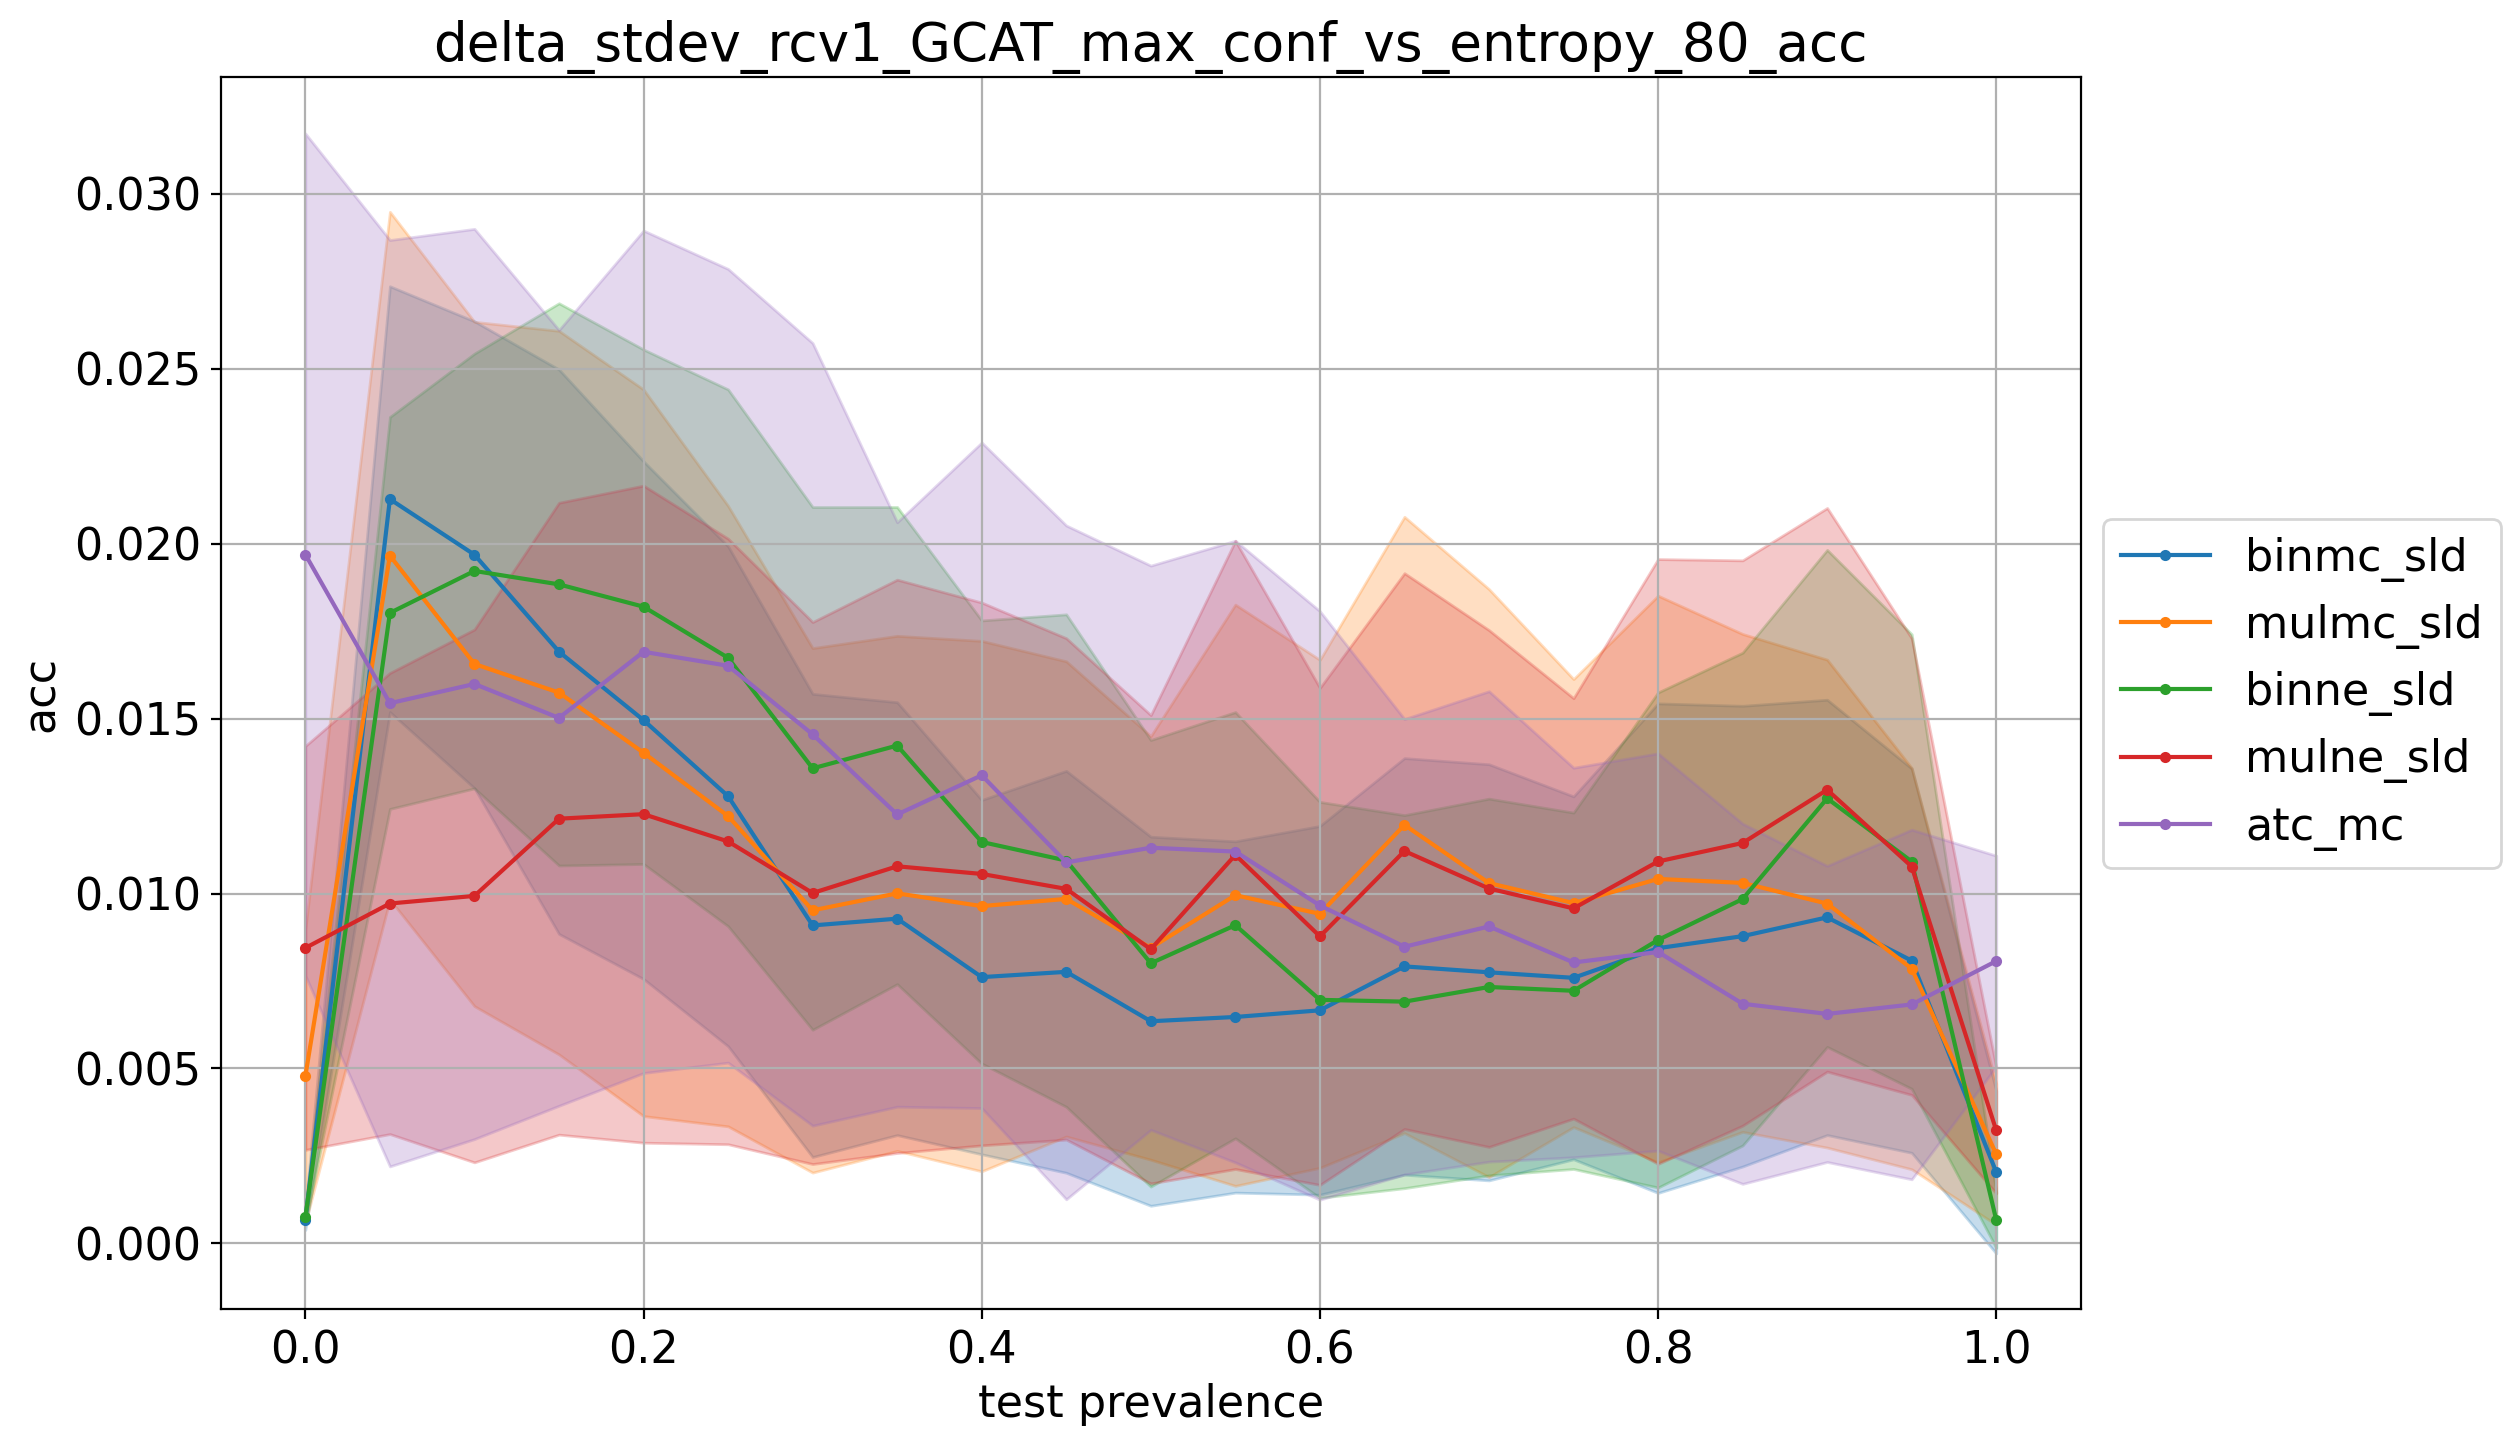 delta_stdev_rcv1_GCAT_max_conf_vs_entropy_80_acc
0.030
0.025
0.020
0.015
0.010
0.005
0.000
acc
0.0 0.2 0.4 0.6 0.8 1.0
test prevalence
binmc_sld
mulmc_sld
binne_sld
mulne_sld
atc_mc